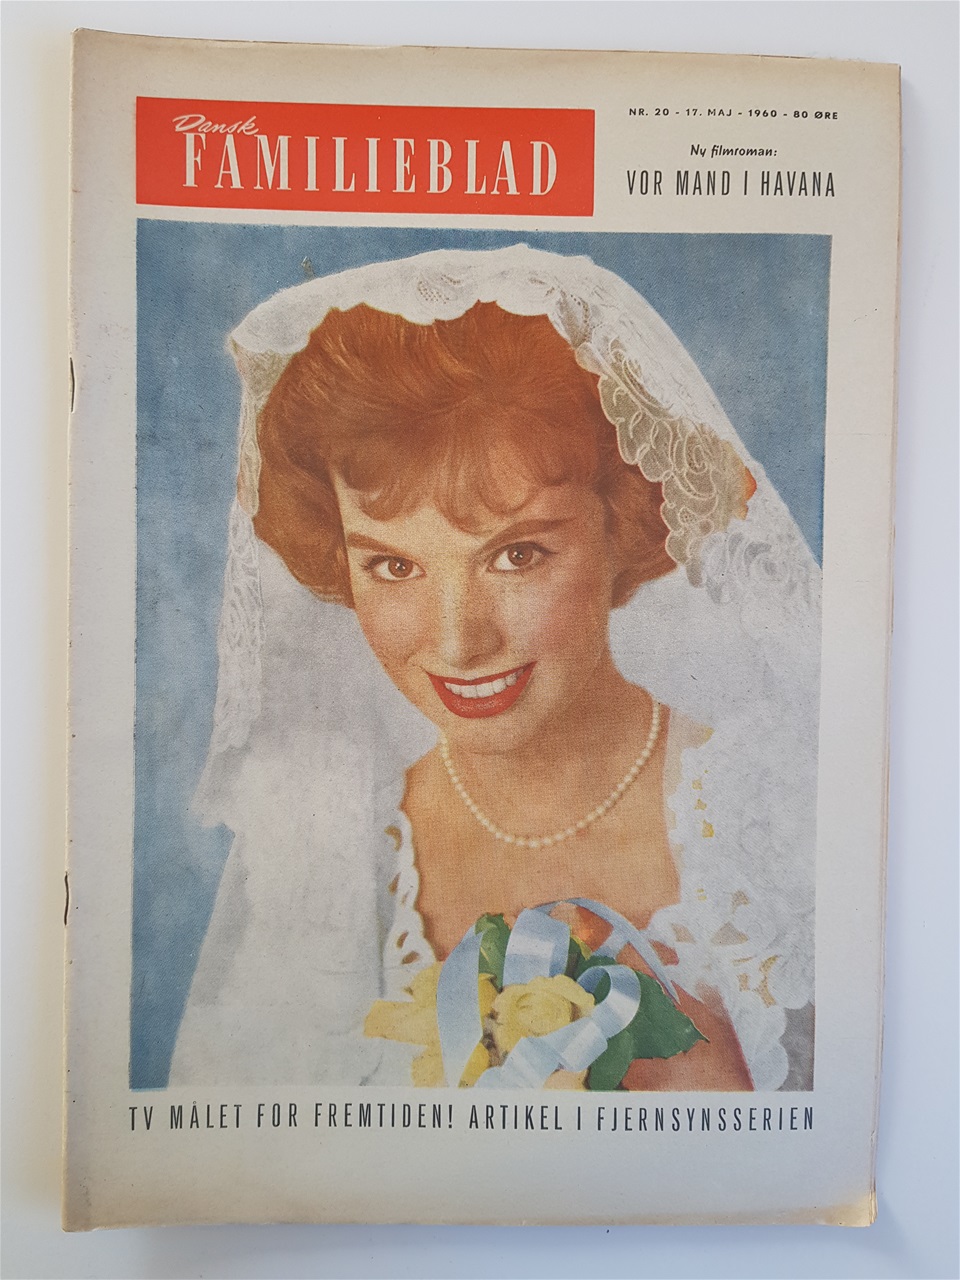 Dansk
FAMILIEBLAD
NR. 20 - 17. MAJ - 1960 - 80 ØRE
Ny filmroman:
VOR MAND I HAVANA
TV MÅLET FOR FREMTIDEN! ARTIKEL I FJERNSYNSSERIEN